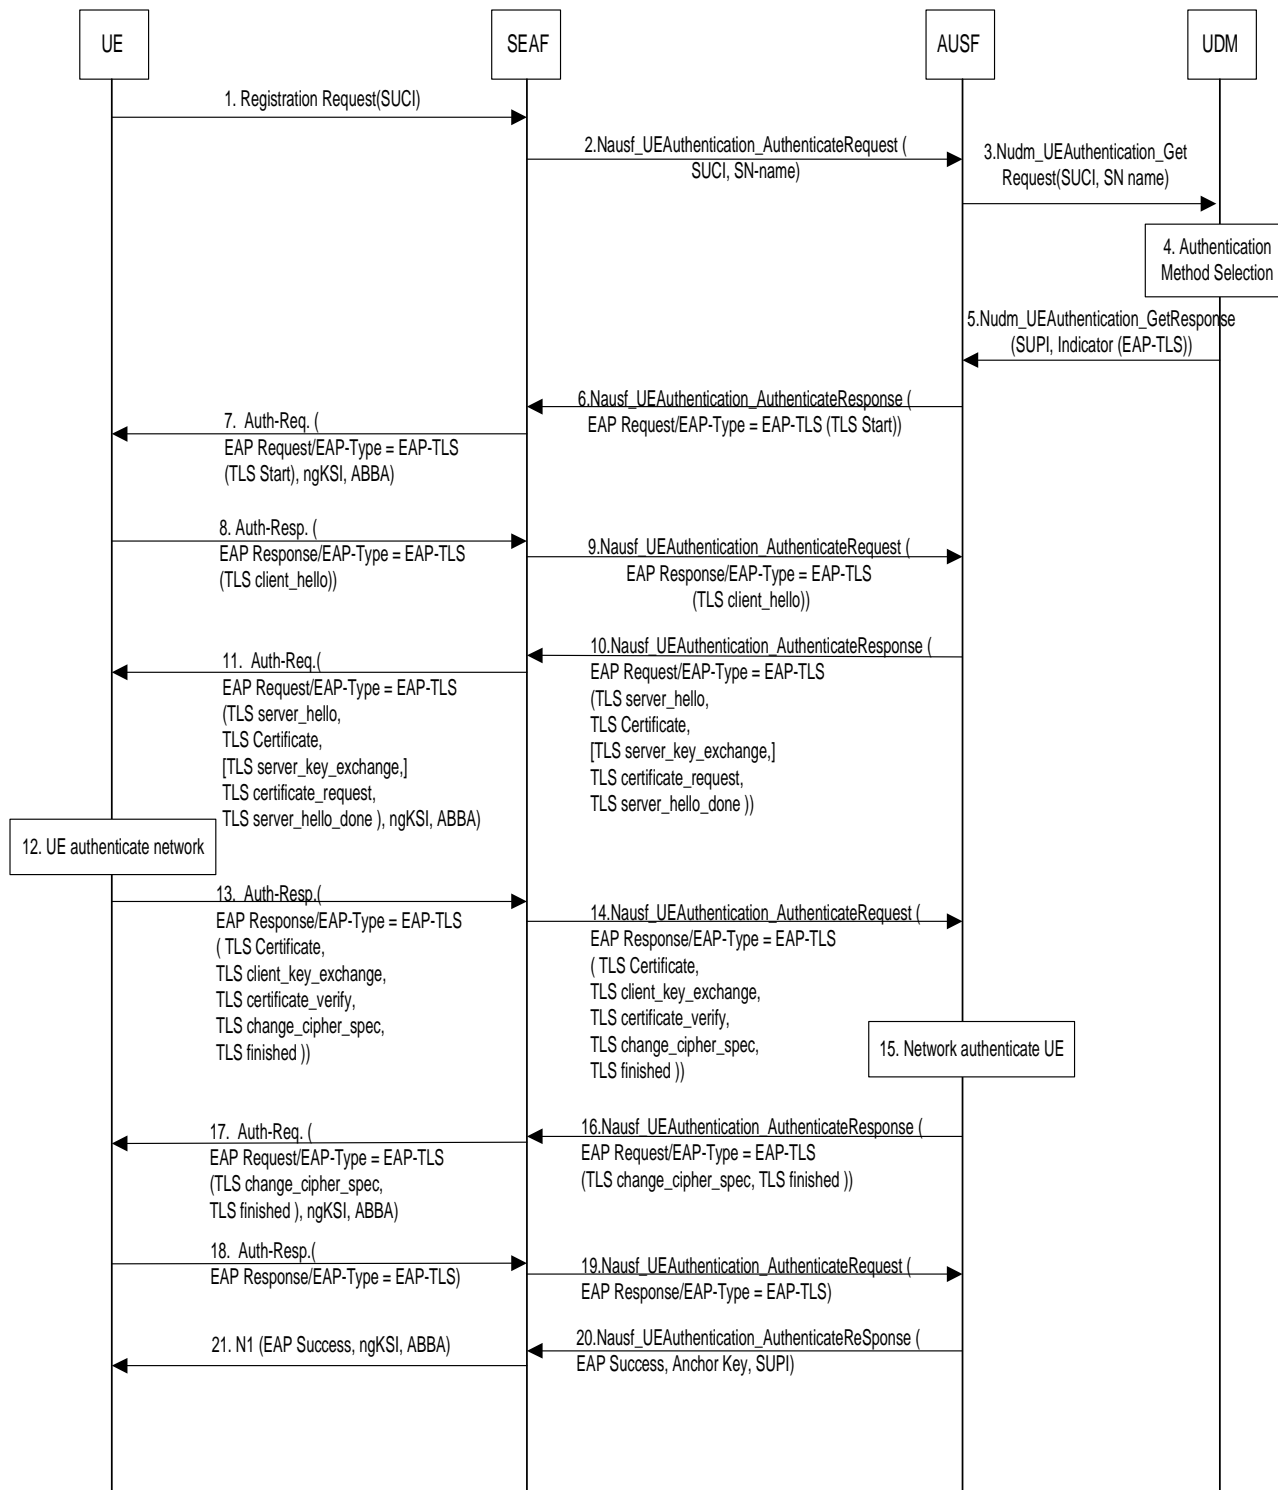 UE
SEAF
AUSF
UDM
1. Registration Request(SUCI)
2.Nausf_UEAuthentication_AuthenticateRequest (
SUCI, SN-name)
3.Nudm_UEAuthentication_Get
Request(SUCI, SN name)
4. Authentication
Method Selection
5.Nudm_UEAuthentication_GetResponse
(SUPI, Indicator (EAP-TLS))
6.Nausf_UEAuthentication_AuthenticateResponse (
EAP Request/EAP-Type = EAP-TLS (TLS Start))
7. Auth-Req. (
EAP Request/EAP-Type = EAP-TLS
(TLS Start), ngKSI, ABBA)
8. Auth-Resp. (
EAP Response/EAP-Type = EAP-TLS
(TLS client_hello))
9.Nausf_UEAuthentication_AuthenticateRequest (
EAP Response/EAP-Type = EAP-TLS
(TLS client_hello))
10.Nausf_UEAuthentication_AuthenticateResponse (
EAP Request/EAP-Type = EAP-TLS
(TLS server_hello,
TLS Certificate,
[TLS server_key_exchange,]
TLS certificate_request,
TLS server_hello_done ))
11. Auth-Req.(
EAP Request/EAP-Type = EAP-TLS
(TLS server_hello,
TLS Certificate,
[TLS server_key_exchange,]
TLS certificate_request,
TLS server_hello_done ), ngKSI, ABBA)
12. UE authenticate network
13. Auth-Resp.(
EAP Response/EAP-Type = EAP-TLS
( TLS Certificate,
TLS client_key_exchange,
TLS certificate_verify,
TLS change_cipher_spec,
TLS finished ))
14.Nausf_UEAuthentication_AuthenticateRequest (
EAP Response/EAP-Type = EAP-TLS
( TLS Certificate,
TLS client_key_exchange,
TLS certificate_verify,
TLS change_cipher_spec,
TLS finished ))
15. Network authenticate UE
16.Nausf_UEAuthentication_AuthenticateResponse (
EAP Request/EAP-Type = EAP-TLS
(TLS change_cipher_spec, TLS finished ))
17. Auth-Req. (
EAP Request/EAP-Type = EAP-TLS
(TLS change_cipher_spec,
TLS finished ), ngKSI, ABBA)
18. Auth-Resp.(
EAP Response/EAP-Type = EAP-TLS)
19.Nausf_UEAuthentication_AuthenticateRequest (
EAP Response/EAP-Type = EAP-TLS)
20.Nausf_UEAuthentication_AuthenticateReSponse (
EAP Success, Anchor Key, SUPI)
21. N1 (EAP Success, ngKSI, ABBA)